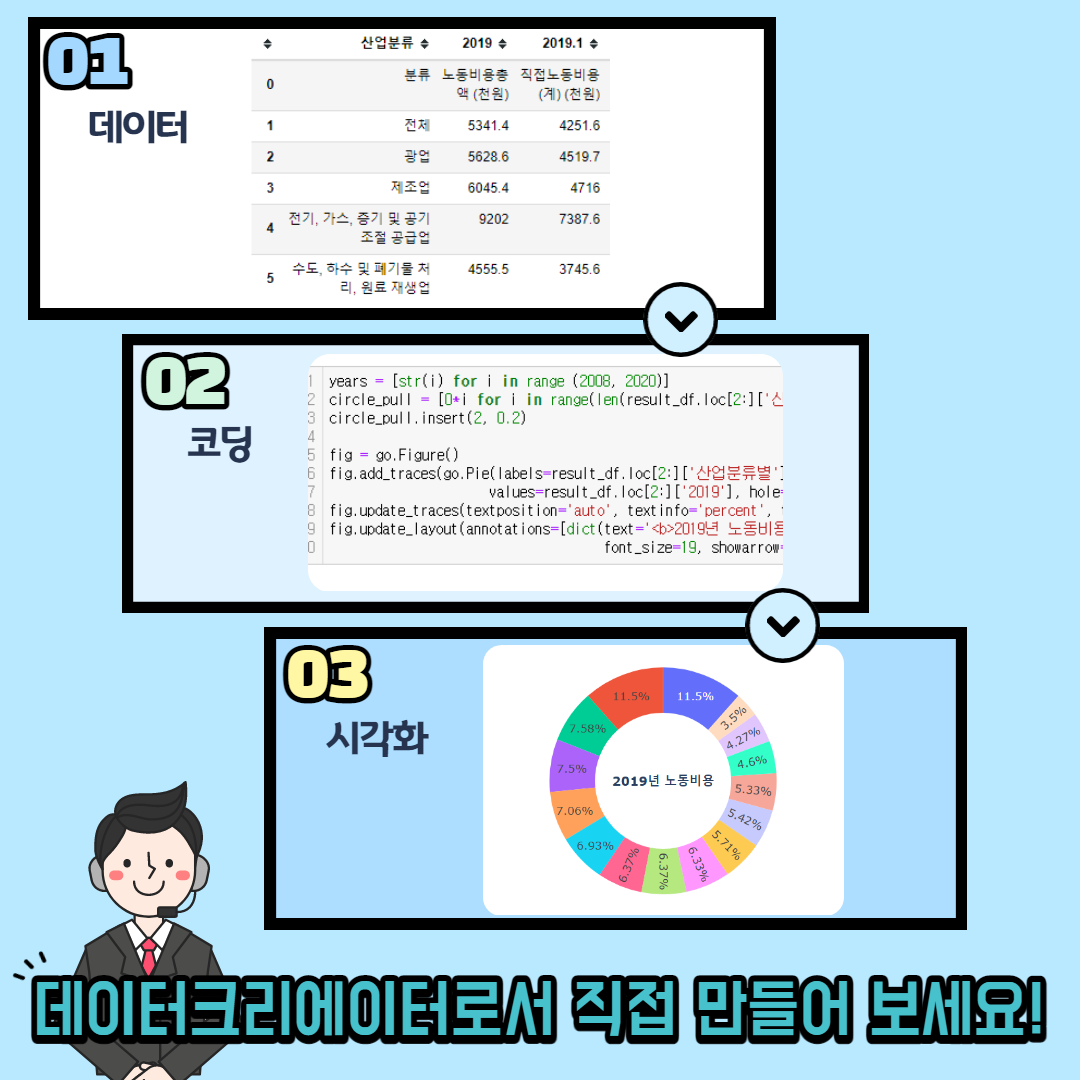 01
데이터
산업분류 2019 2019.1
0 분류 노동비용총액 (천원) 직접노동비용(계) (천원)
1 전체 5341.4 4251.6
2 광업 5628.6 4519.7
3 제조업 6045.4 4716
4 전기, 가스, 증기 및 공기 조절 공급업 9202 7387.6
5 수도, 하수 및 폐기물 처리, 원료 재생업 4555.5 3745.6
02
코딩
1 years = [str(i) for i in range (2008, 2020)]
2 circle_pull = [0*i for i in range(len(result_df.loc[2:]['산
3 circle_pull.insert(2, 0.2)
4
5 fig = go.Figure()
6 fig.add_traces(go.Pie(labels=result_df.loc[2:]['산업분류별']
7 values=result_df.loc[2:]['2019'], hole=
8 fig.update_traces(textposition='auto', textinfo='percent',
9 fig.update_layout(annotations=[dict(text='<b>2019년 노동비용
0 font_size=19, showarrow=
03
시각화
11.5%
11.5%
3.5%
7.58%
4.27%
4.6%
7.5%
2019년 노동비용
5.33%
7.06%
5.42%
6.93%
5.71%
6.37%
6.37%
6.33%
데이터크리에이터로서 직접 만들어 보세요!